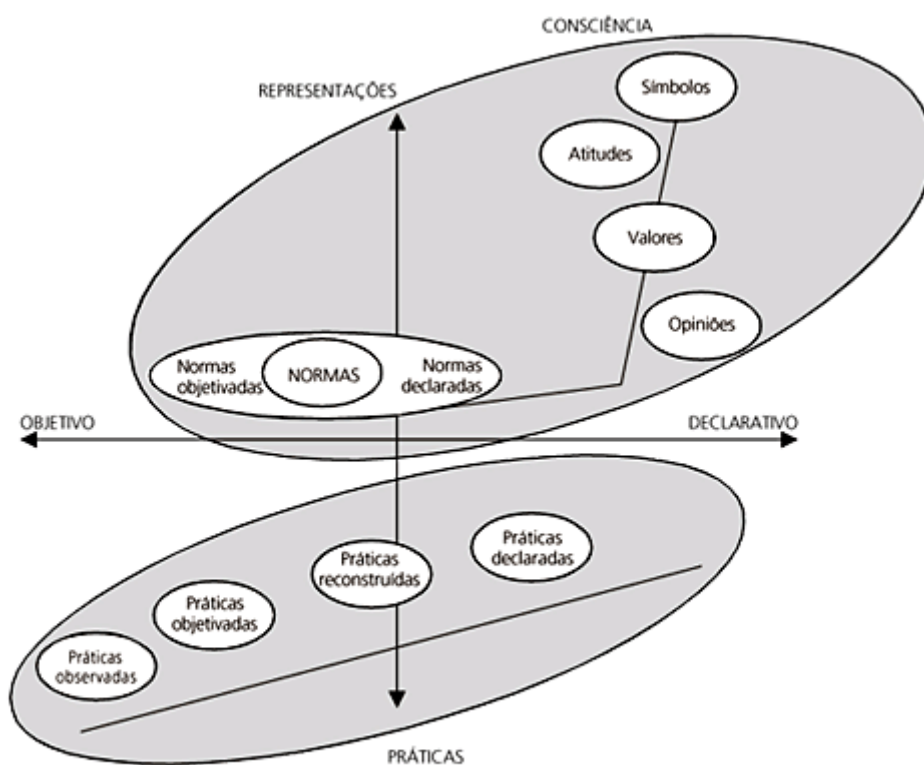 CONSCIÊNCIA
REPRESENTAÇÕES
Símbolos
Atitudes
Valores
Opiniões
Normas
objetivadas
NORMAS
Normas
declaradas
OBJETIVO
DECLARATIVO
Práticas
declaradas
Práticas
reconstruídas
Práticas
objetivadas
Práticas
observadas
PRÁTICAS